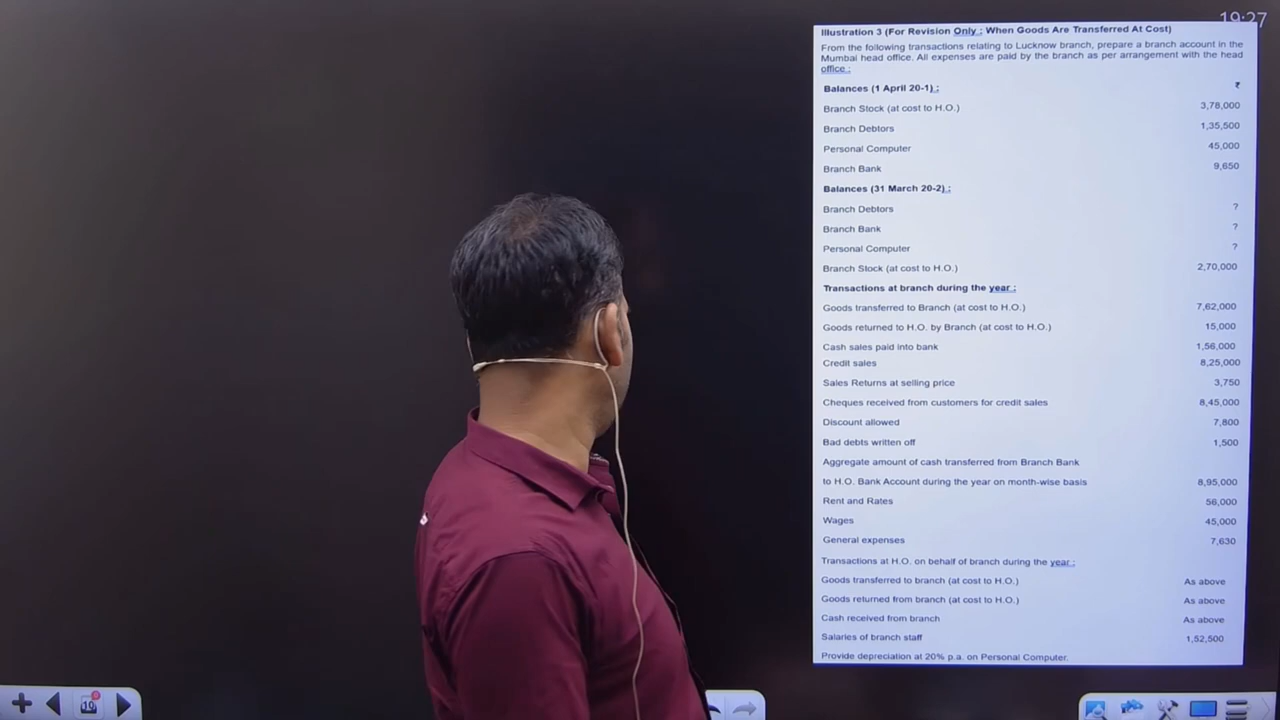 19:27
Illustration 3 (For Revision Only : When Goods Are Transferred At Cost)
From the following transactions relating to Lucknow branch, prepare a branch account in the
Mumbai head office. All expenses are paid by the branch as per arrangement with the head
office :
Balances (1 April 20-1) : ₹
Branch Stock (at cost to H.O.) 3,78,000
Branch Debtors 1,35,500
Personal Computer 45,000
Branch Bank 9,650
Balances (31 March 20-2) :
Branch Debtors ?
Branch Bank ?
Personal Computer ?
Branch Stock (at cost to H.O.) 2,70,000
Transactions at branch during the year :
Goods transferred to Branch (at cost to H.O.) 7,62,000
Goods returned to H.O. by Branch (at cost to H.O.) 15,000
Cash sales paid into bank 1,56,000
Credit sales 8,25,000
Sales Returns at selling price 3,750
Cheques received from customers for credit sales 8,45,000
Discount allowed 7,800
Bad debts written off 1,500
Aggregate amount of cash transferred from Branch Bank
to H.O. Bank Account during the year on month-wise basis 8,95,000
Rent and Rates 56,000
Wages 45,000
General expenses 7,630
Transactions at H.O. on behalf of branch during the year :
Goods transferred to branch (at cost to H.O.) As above
Goods returned from branch (at cost to H.O.) As above
Cash received from branch As above
Salaries of branch staff 1,52,500
Provide depreciation at 20% p.a. on Personal Computer.
19